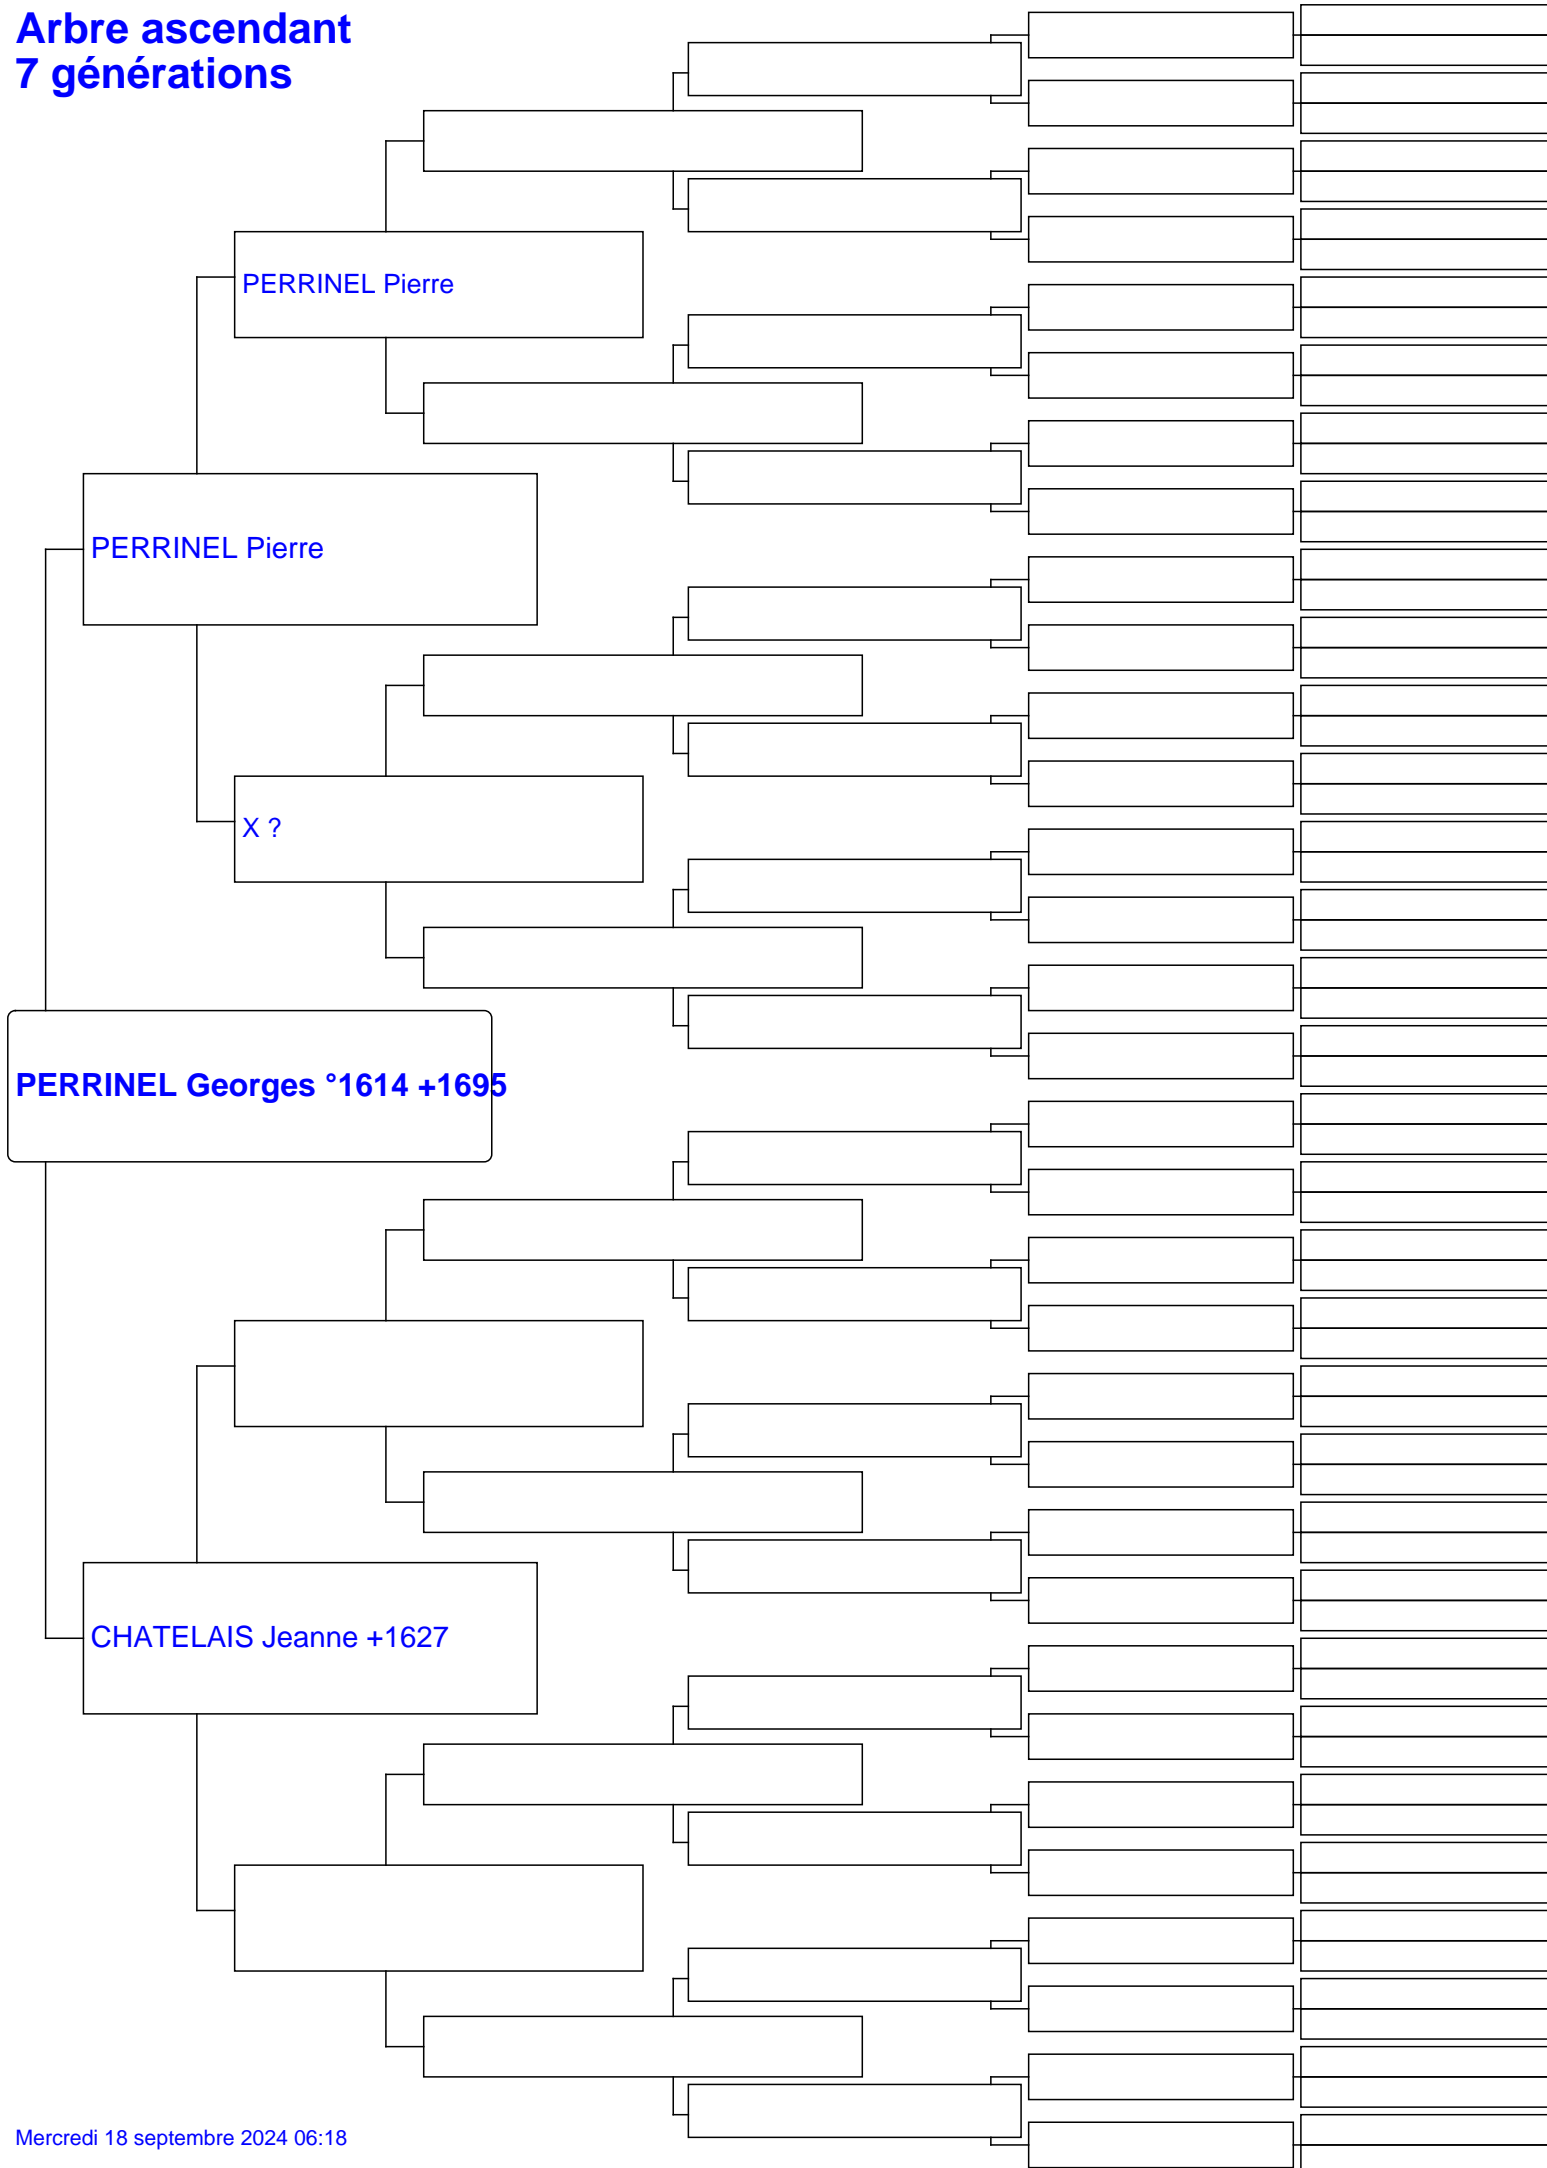 Arbre ascendant
7 générations
PERRINEL Pierre
PERRINEL Pierre
X ?
PERRINEL Georges °1614 +1695
CHATELAIS Jeanne +1627
Mercredi 18 septembre 2024 06:18